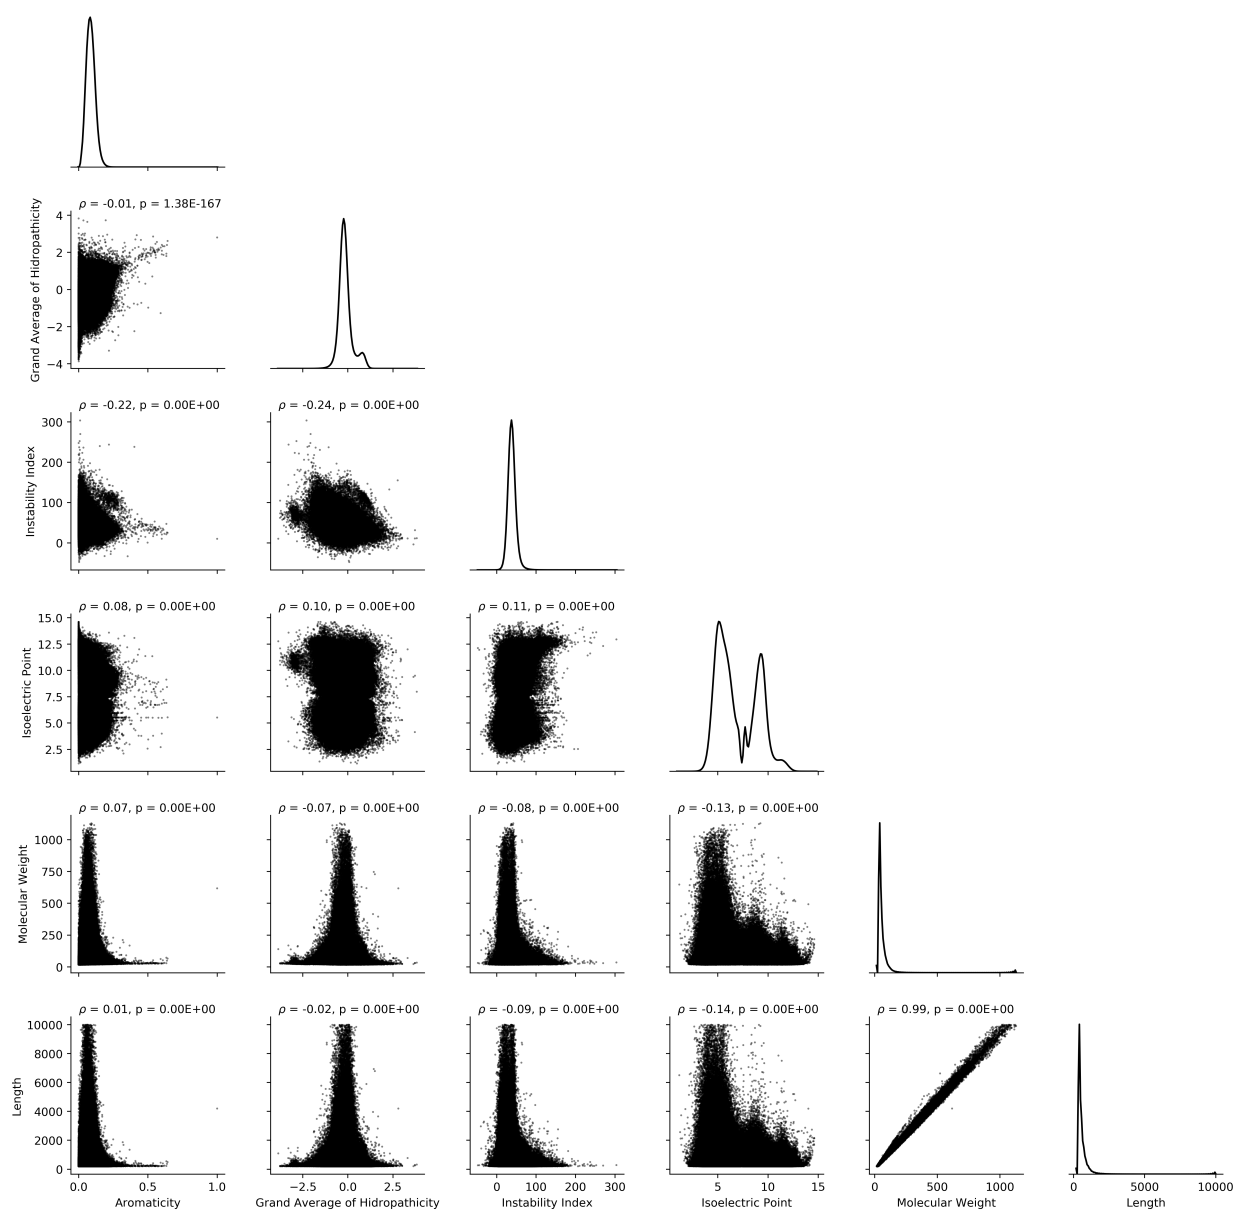 ρ = -0.01, p = 1.38E-167
Grand Average of Hidropathicity
4
2
0
−2
−4
ρ = -0.22, p = 0.00E+00
ρ = -0.24, p = 0.00E+00
Instability Index
300
200
100
0
ρ = 0.08, p = 0.00E+00
ρ = 0.10, p = 0.00E+00
ρ = 0.11, p = 0.00E+00
Isoelectric Point
15.0
12.5
10.0
7.5
5.0
2.5
ρ = 0.07, p = 0.00E+00
ρ = -0.07, p = 0.00E+00
ρ = -0.08, p = 0.00E+00
ρ = -0.13, p = 0.00E+00
Molecular Weight
1000
750
500
250
0
ρ = 0.01, p = 0.00E+00
ρ = -0.02, p = 0.00E+00
ρ = -0.09, p = 0.00E+00
ρ = -0.14, p = 0.00E+00
ρ = 0.99, p = 0.00E+00
Length
10000
8000
6000
4000
2000
0
0.0 0.5 1.0
−2.5 0.0 2.5
0 100 200 300
5 10 15
0 500 1000
0 5000 10000
Aromaticity
Grand Average of Hidropathicity
Instability Index
Isoelectric Point
Molecular Weight
Length